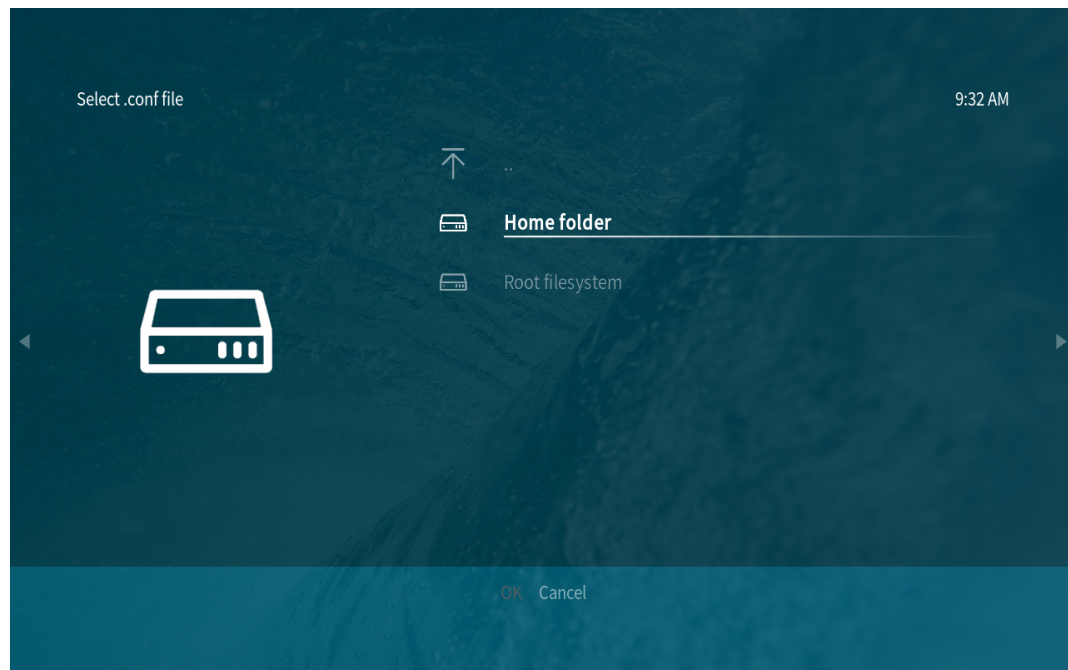 Select .conf file
9:32 AM
..
Home folder
Root filesystem
OK Cancel